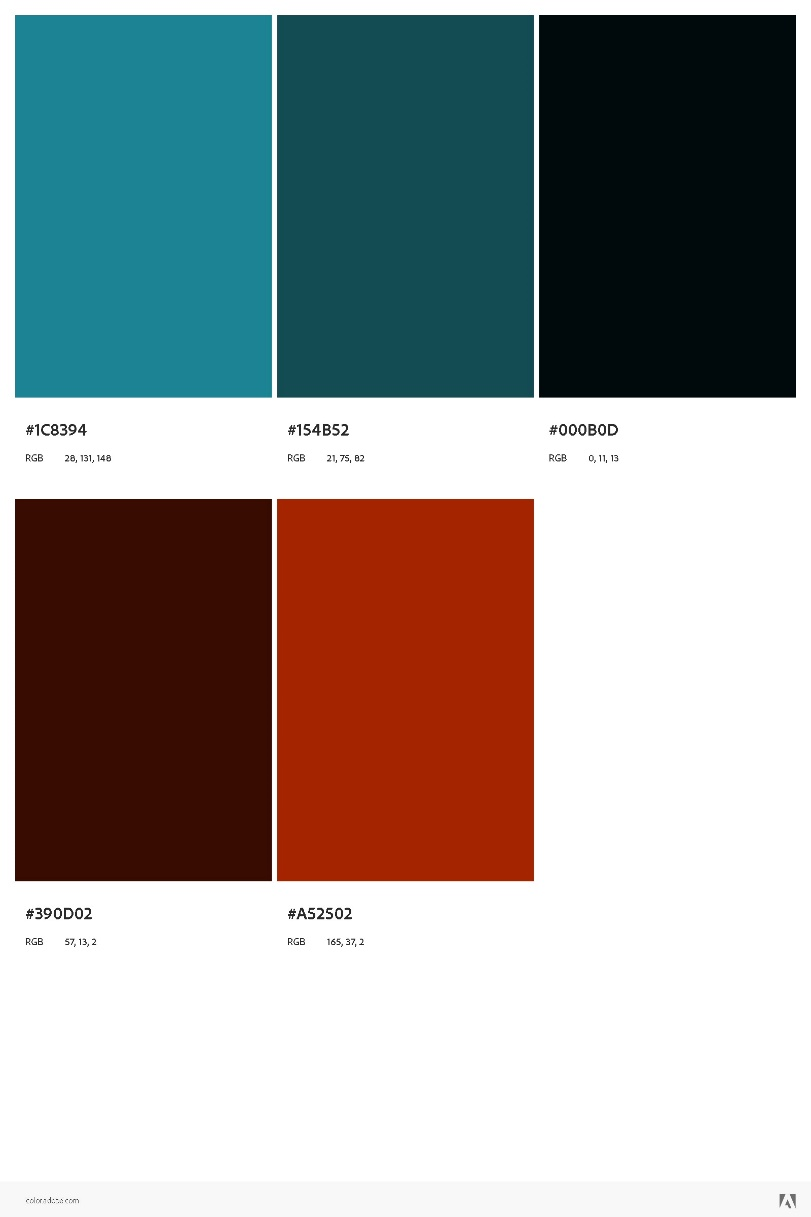 #1C8394
#154B52
#000B0D
RGB 28, 131, 148
RGB 21, 75, 82
RGB 0, 11, 13
#390D02
#A52502
RGB 57, 13, 2
RGB 165, 37, 2
color.adobe.com